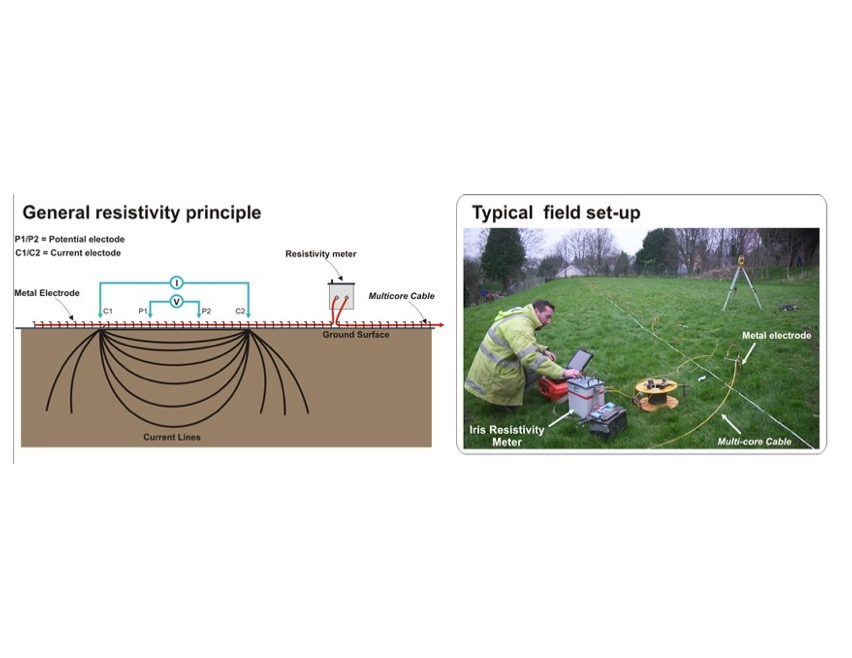 General resistivity principle
P1/P2 = Potential electode
C1/C2 = Current electode
Resistivity meter
I
Metal Electrode
V
Multicore Cable
C1
P1
P2
C2
Ground Surface
Current Lines
Typical field set-up
Metal electrode
Iris Resistivity
Meter
Multi-core Cable